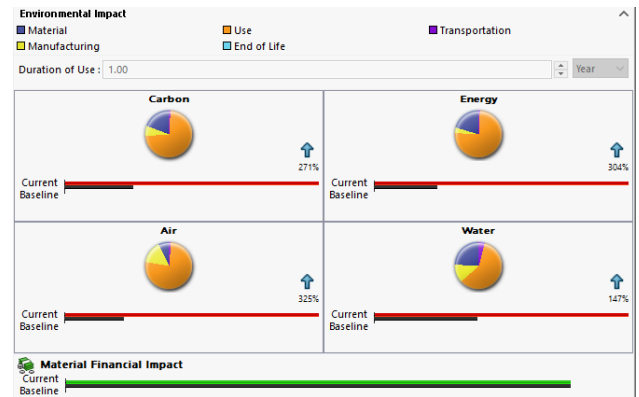 Environmental Impact
Material
Use
Transportation
Manufacturing
End of Life
Duration of Use : 1.00 Year
Carbon
271%
Current
Baseline
Energy
304%
Current
Baseline
Air
325%
Current
Baseline
Water
147%
Current
Baseline
Material Financial Impact
Current
Baseline